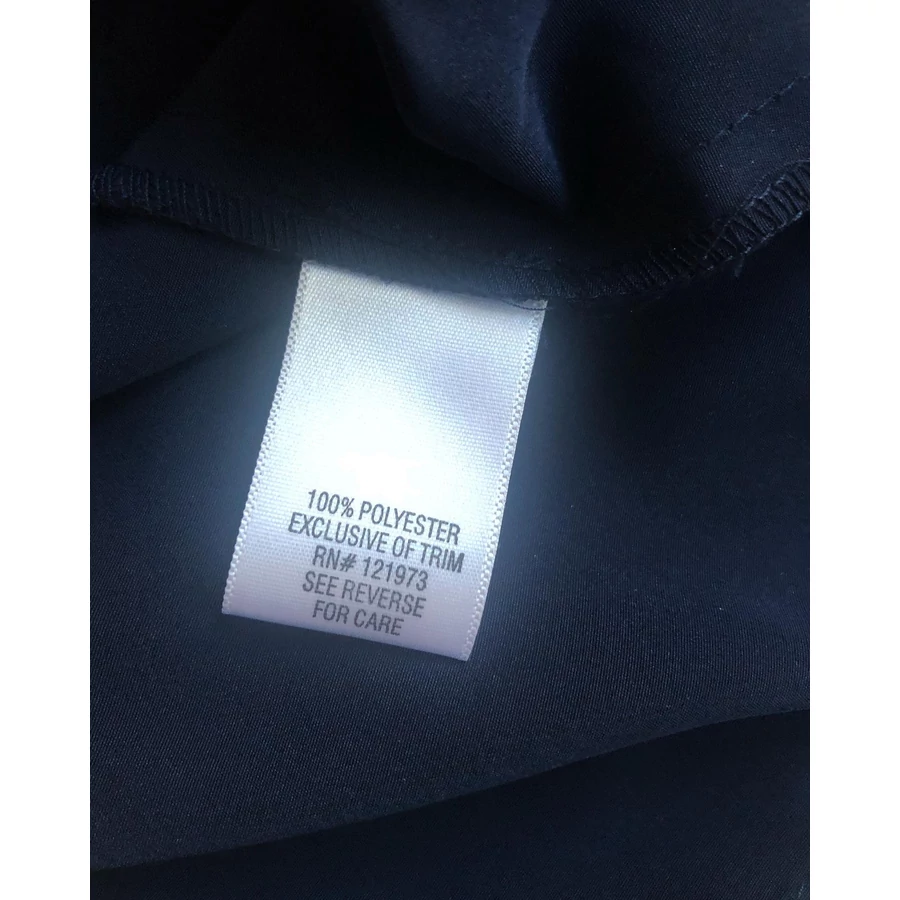 100% POLYESTER
EXCLUSIVE OF TRIM
RN# 121973
SEE REVERSE
FOR CARE